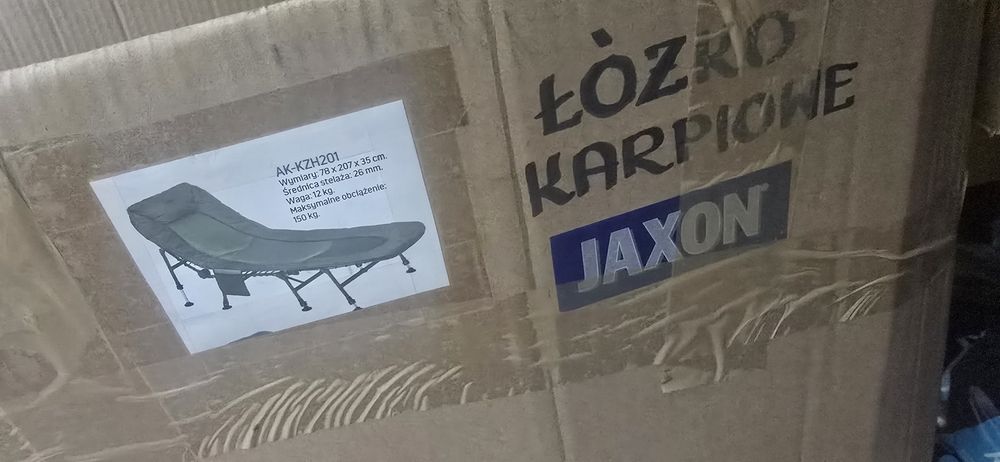 AK-KZH201
Wymiary: 78 x 207 x 35 cm.
Średnica stelaża: 26 mm.
Waga: 12 kg.
Maksymalne obciążenie:
150 kg.
ŁÒZKO
KARPIOWE
JAXON